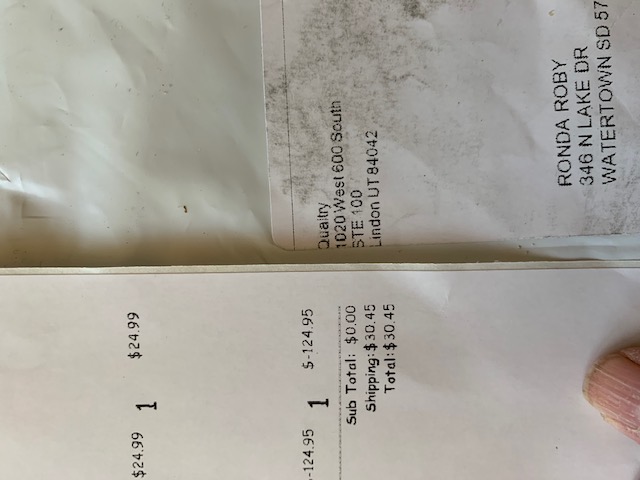 Qualtry
1020 West 600 South
STE 100
Lindon UT 84042
RONDA ROBY
346 N LAKE DR
WATERTOWN SD 57
$24.99 1 $24.99
-124.95 1 $-124.95
Sub Total: $0.00
Shipping: $30.45
Total: $30.45